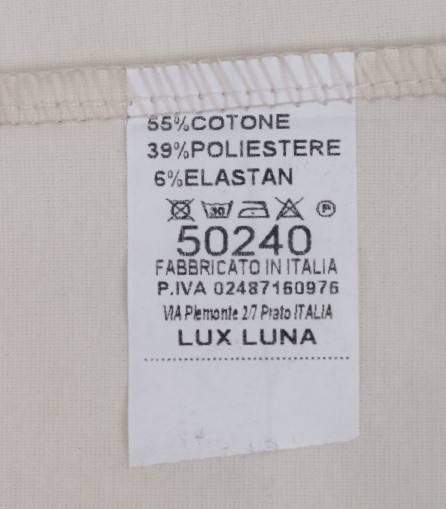 55%COTONE
39%POLIESTERE
6%ELASTAN
30 P
50240
FABBRICATO IN ITALIA
P.IVA 02487160976
VIA Piemonte 2/7 Prato ITALIA
LUX LUNA